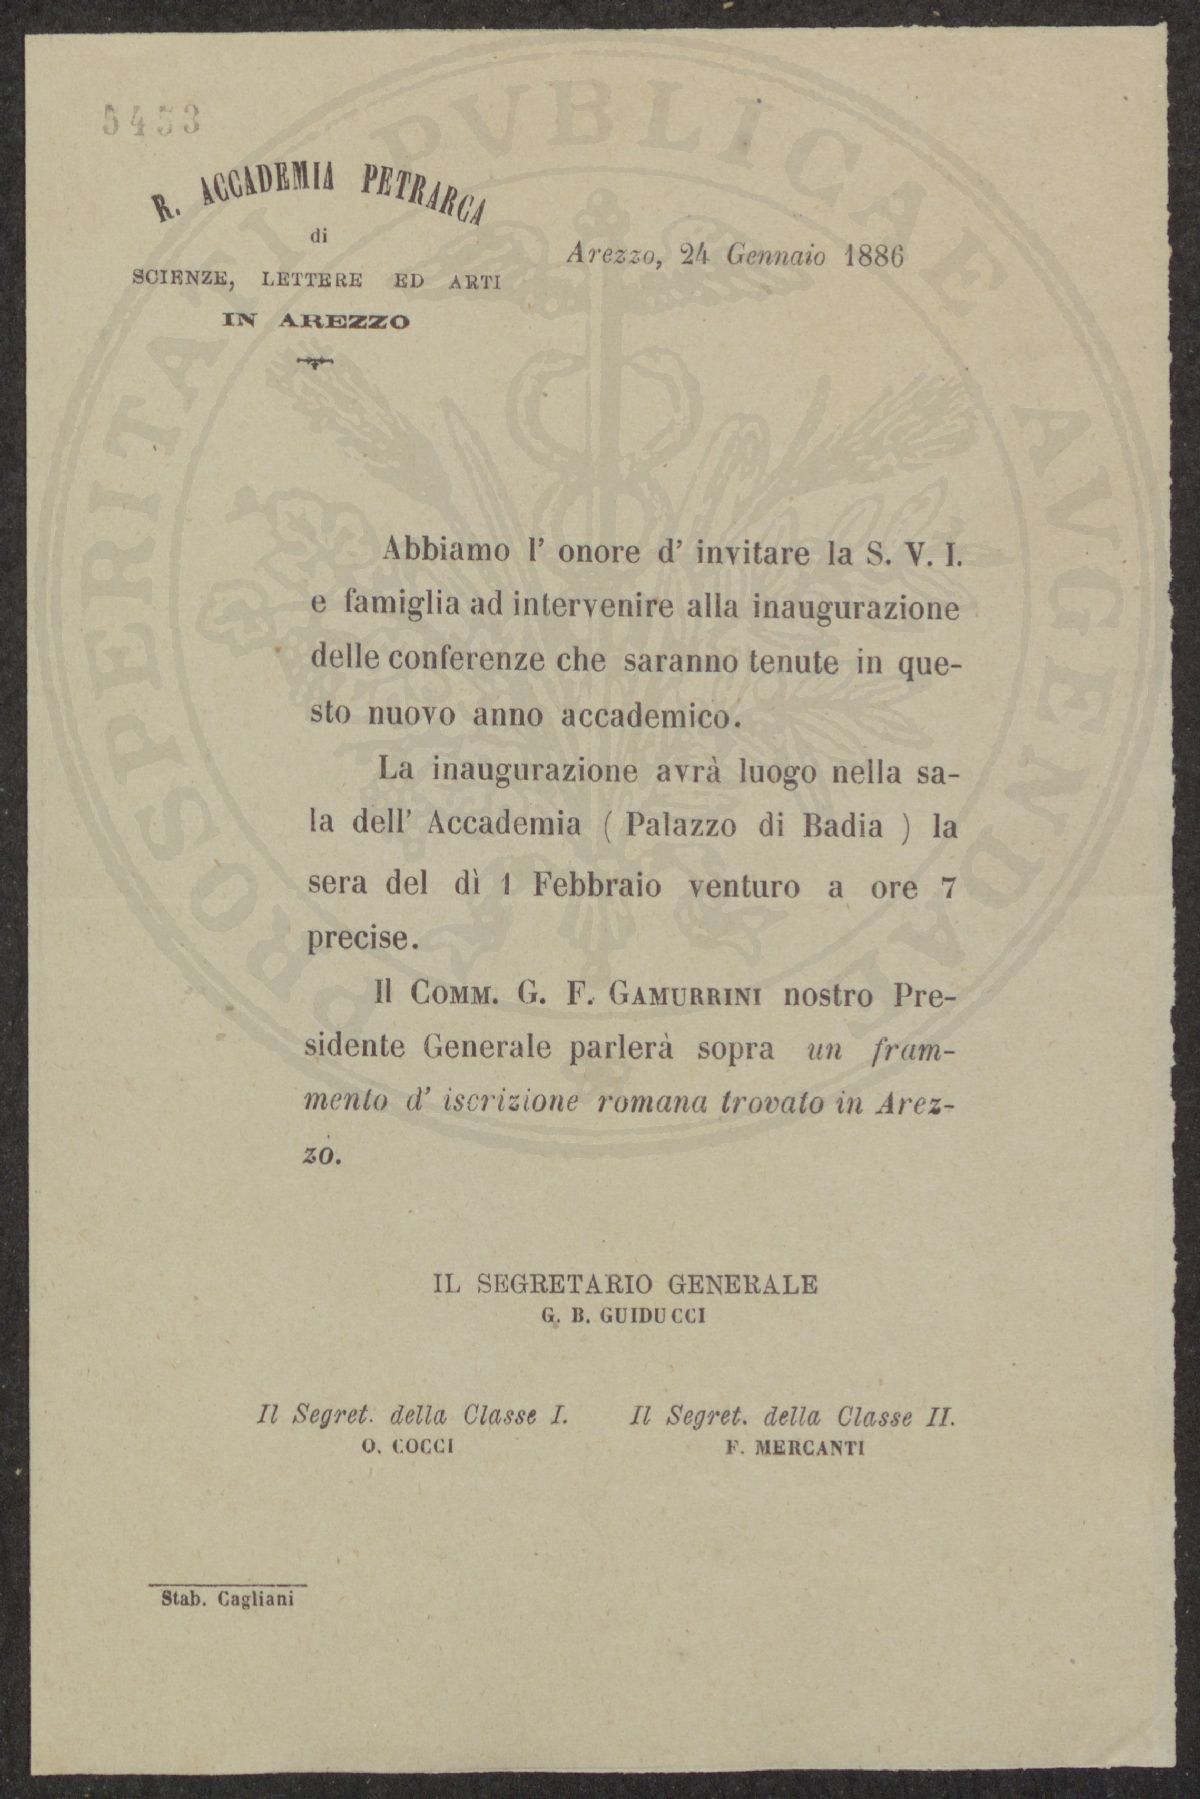 5453
R. ACCADEMIA PETRARCA
di
SCIENZE, LETTERE ED ARTI
IN AREZZO
Arezzo, 24 Gennaio 1886
Abbiamo l' onore d' invitare la S. V. I.
e famiglia ad intervenire alla inaugurazione
delle conferenze che saranno tenute in que-
sto nuovo anno accademico.
La inaugurazione avrà luogo nella sa-
la dell' Accademia ( Palazzo di Badia ) la
sera del dì 1 Febbraio venturo a ore 7
precise.
Il COMM. G. F. GAMURRINI nostro Pre-
sidente Generale parlerà sopra un fram-
mento d' iscrizione romana trovato in Arez-
zo.
IL SEGRETARIO GENERALE
G. B. GUIDUCCI
Il Segret. della Classe I.
O. COCCI
Il Segret. della Classe II.
F. MERCANTI
Stab. Cagliani
PROSPERITATI PVBLICAE AVGENDAE